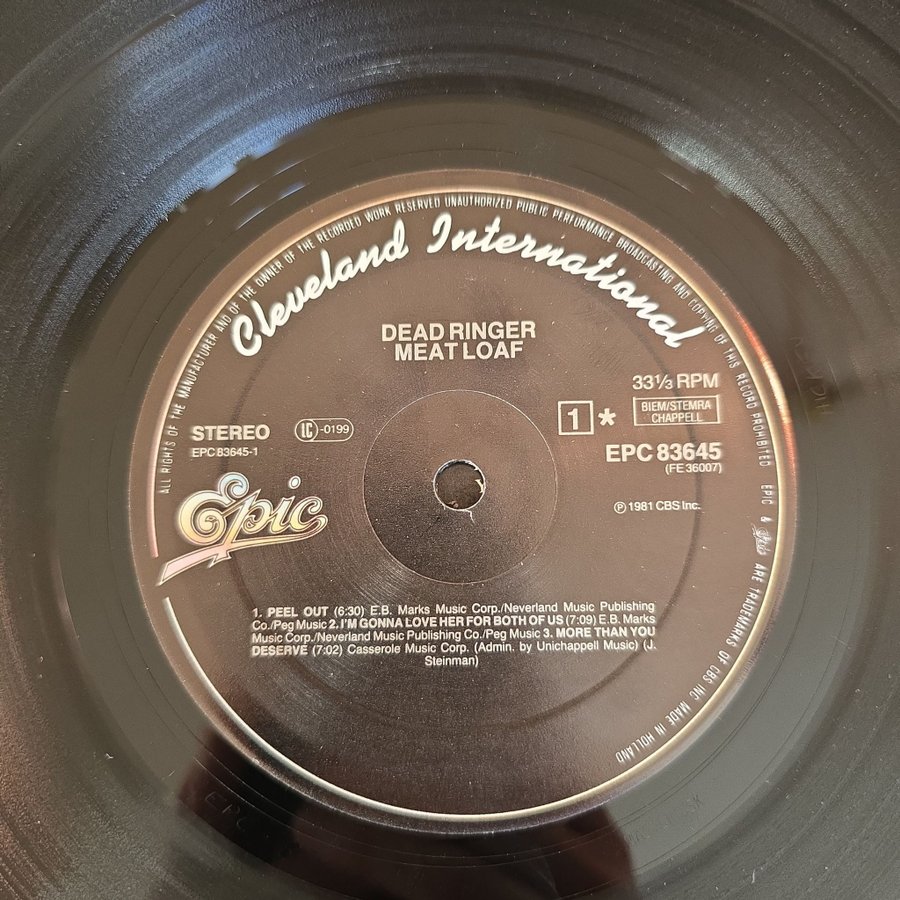 ALL RIGHTS OF THE MANUFACTURER AND OF THE OWNER OF THE RECORDED WORK RESERVED UNAUTHORIZED PUBLIC PERFORMANCE BROADCASTING AND COPYING OF THIS RECORD PROHIBITED EPIC & ARE TRADEMARKS OF CBS INC MADE IN HOLLAND
Cleveland International
DEAD RINGER
MEAT LOAF
33⅓ RPM
BIEM/STEMRA
CHAPPELL
1*
STEREO
LC-0199
EPC 83645
EPC 83645-1
(FE 36007)
Epic
℗ 1981 CBS Inc.
1. PEEL OUT (6:30) E.B. Marks Music Corp./Neverland Music Publishing
Co./Peg Music 2. I'M GONNA LOVE HER FOR BOTH OF US (7:09) E.B. Marks
Music Corp./Neverland Music Publishing Co./Peg Music 3. MORE THAN YOU
DESERVE (7:02) Casserole Music Corp. (Admin. by Unichappell Music) (J.
Steinman)